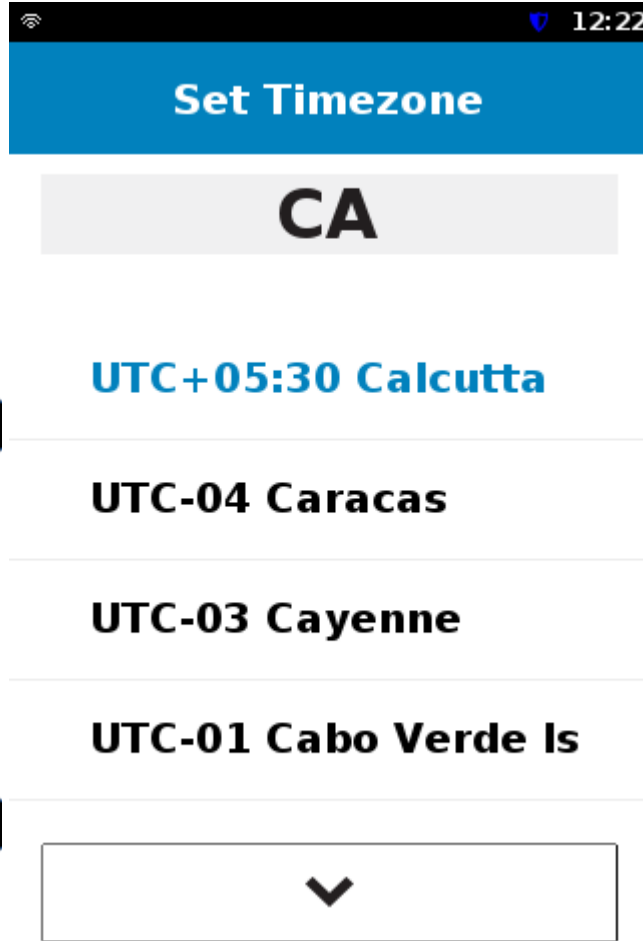 12:22
Set Timezone
CA
UTC+05:30 Calcutta
UTC-04 Caracas
UTC-03 Cayenne
UTC-01 Cabo Verde Is